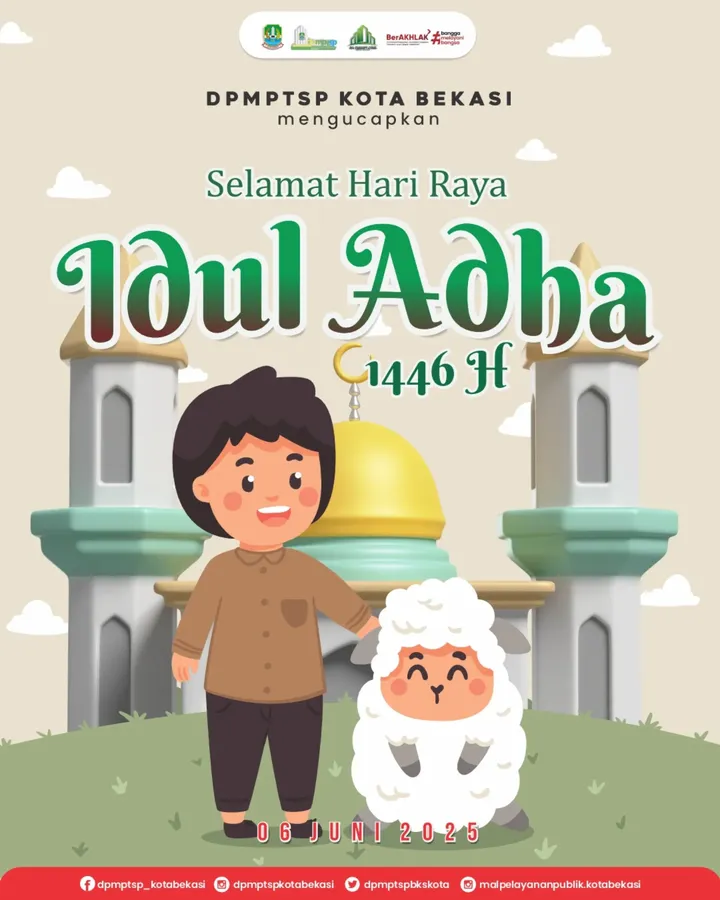 BerAKHLAK
bangga
melayani
bangsa
DPMPTSP KOTA BEKASI
mengucapkan
Selamat Hari Raya
Idul Adha
1446 H
06 JUNI 2025
dpmptsp_kotabekasi dpmptspkotabekasi dpmptspbkskota malpelayananpublik.kotabekasi